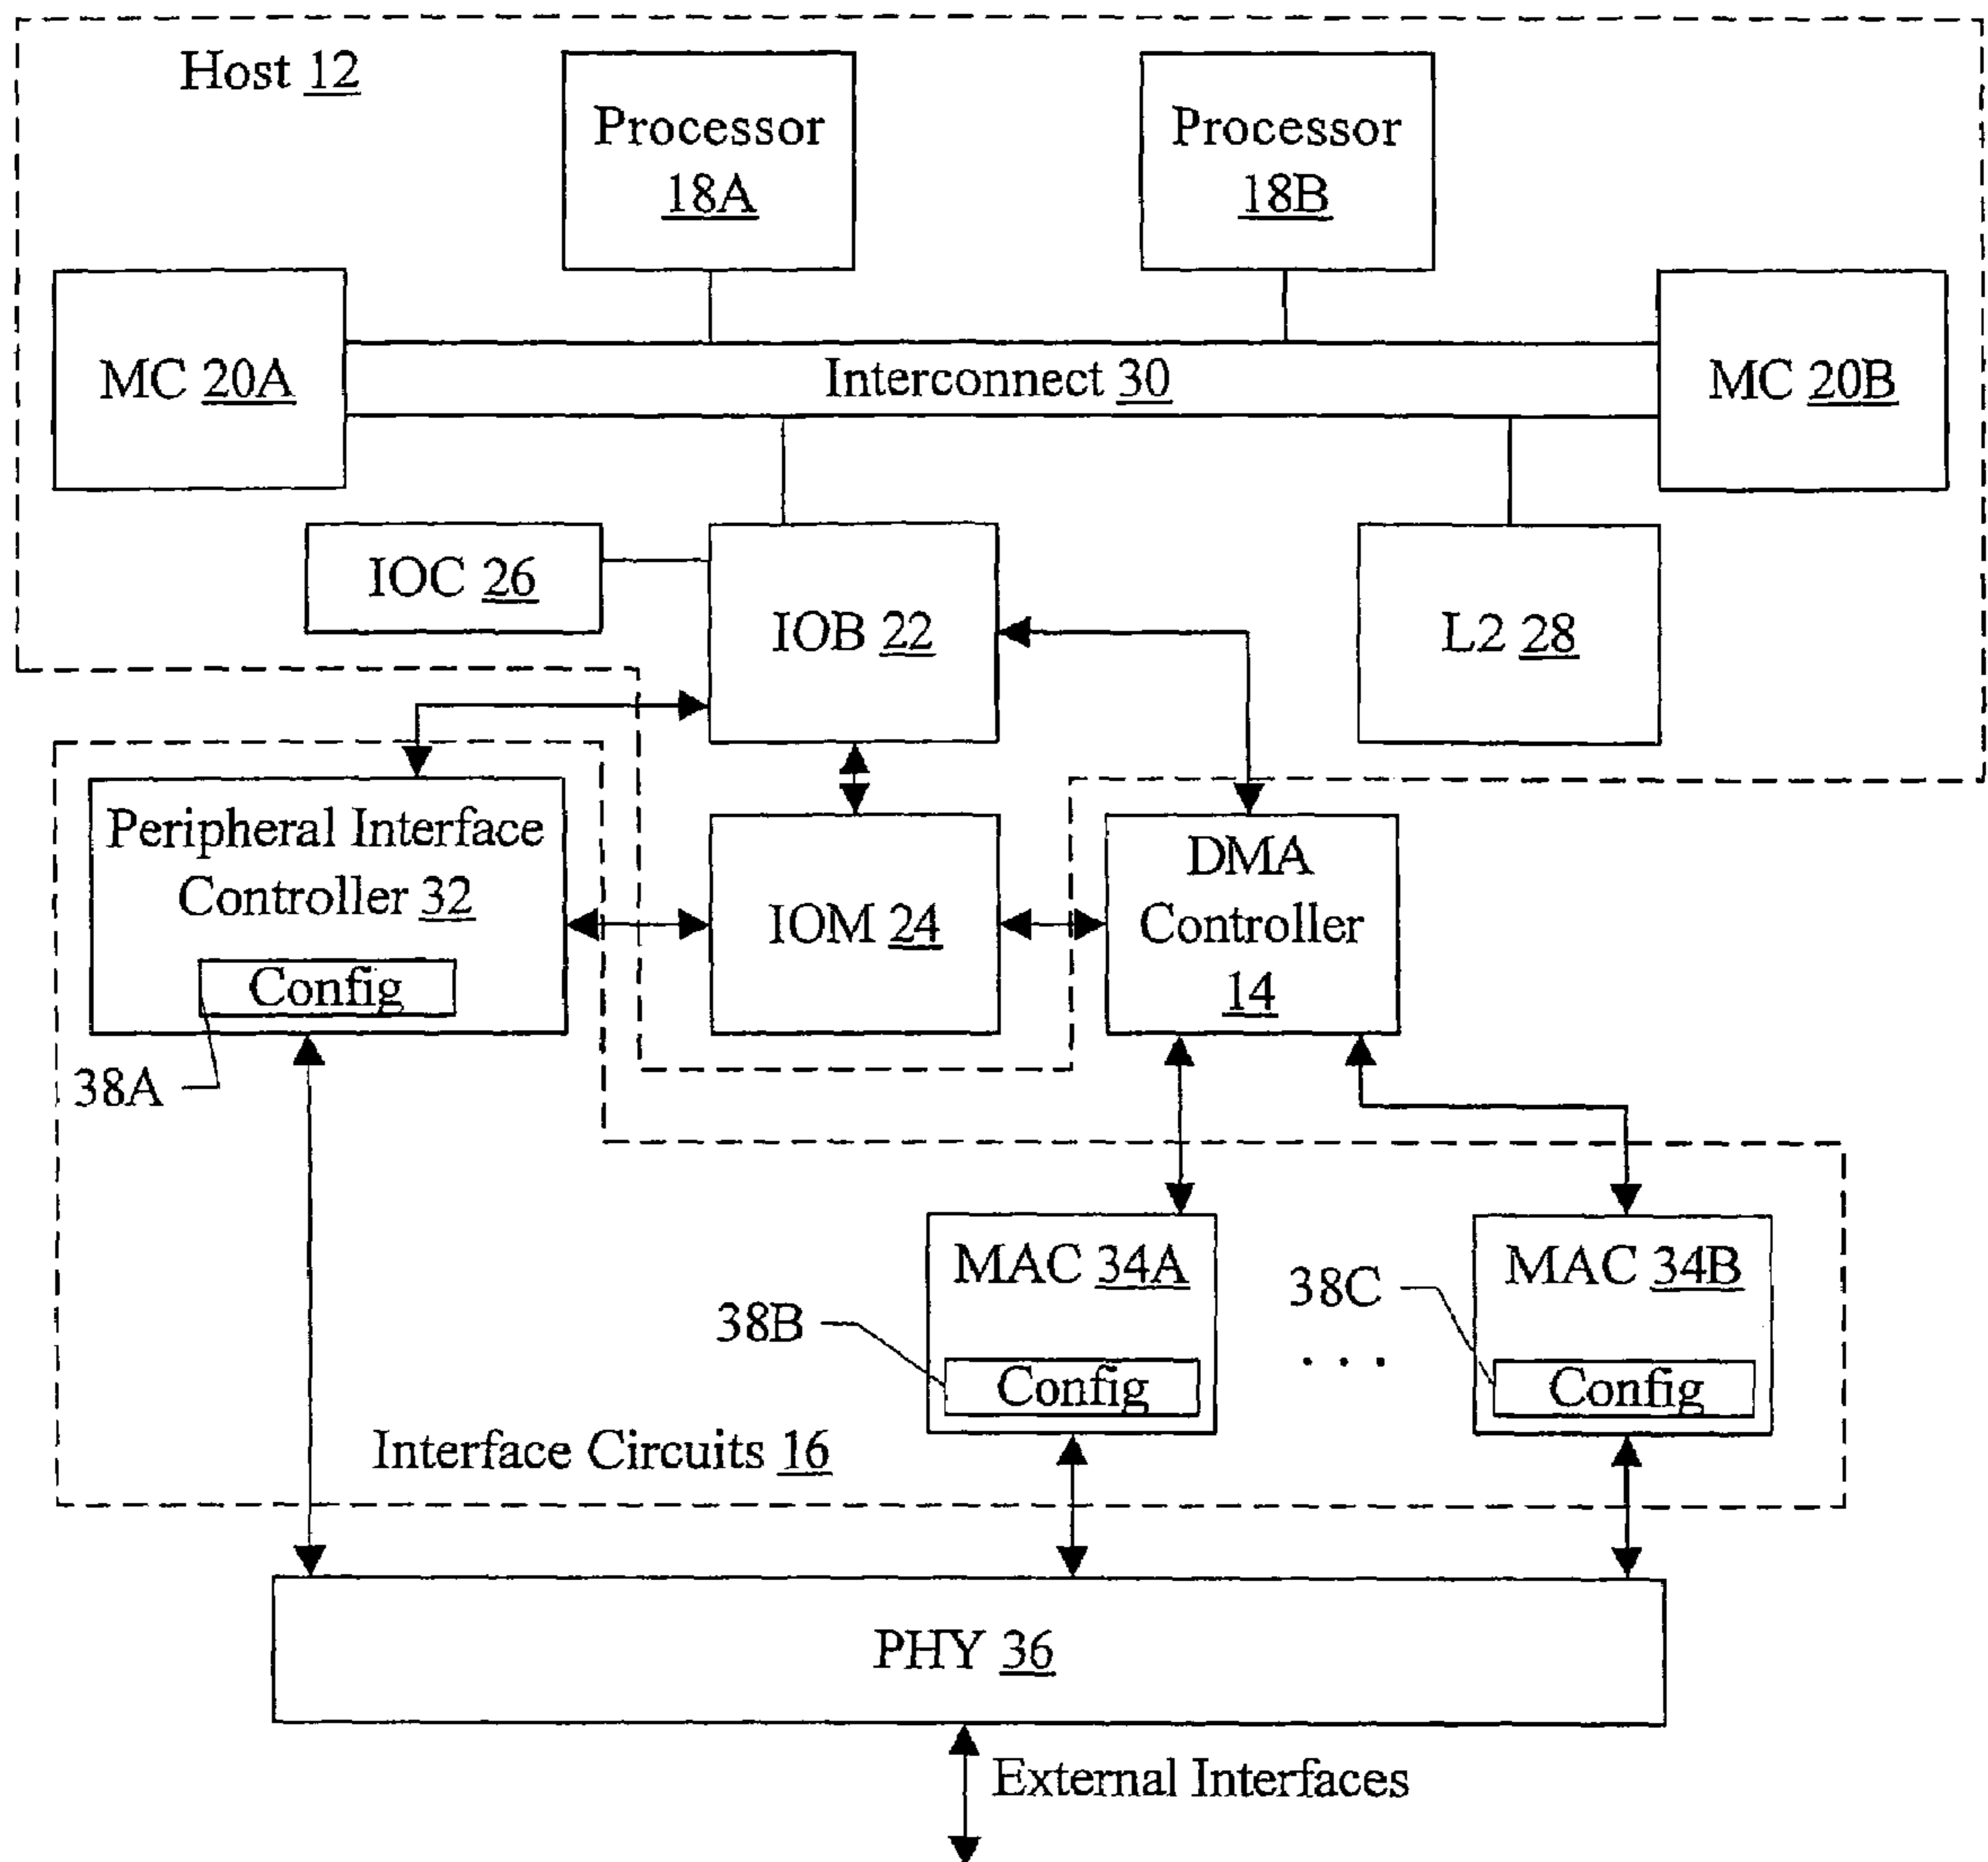 Host 12
Processor
18A
Processor
18B
MC 20A
Interconnect 30
MC 20B
IOC 26
IOB 22
L2 28
Peripheral Interface
Controller 32
Config
38A
IOM 24
DMA
Controller
14
MAC 34A
38B
Config
. . .
38C
MAC 34B
Config
Interface Circuits 16
PHY 36
External Interfaces